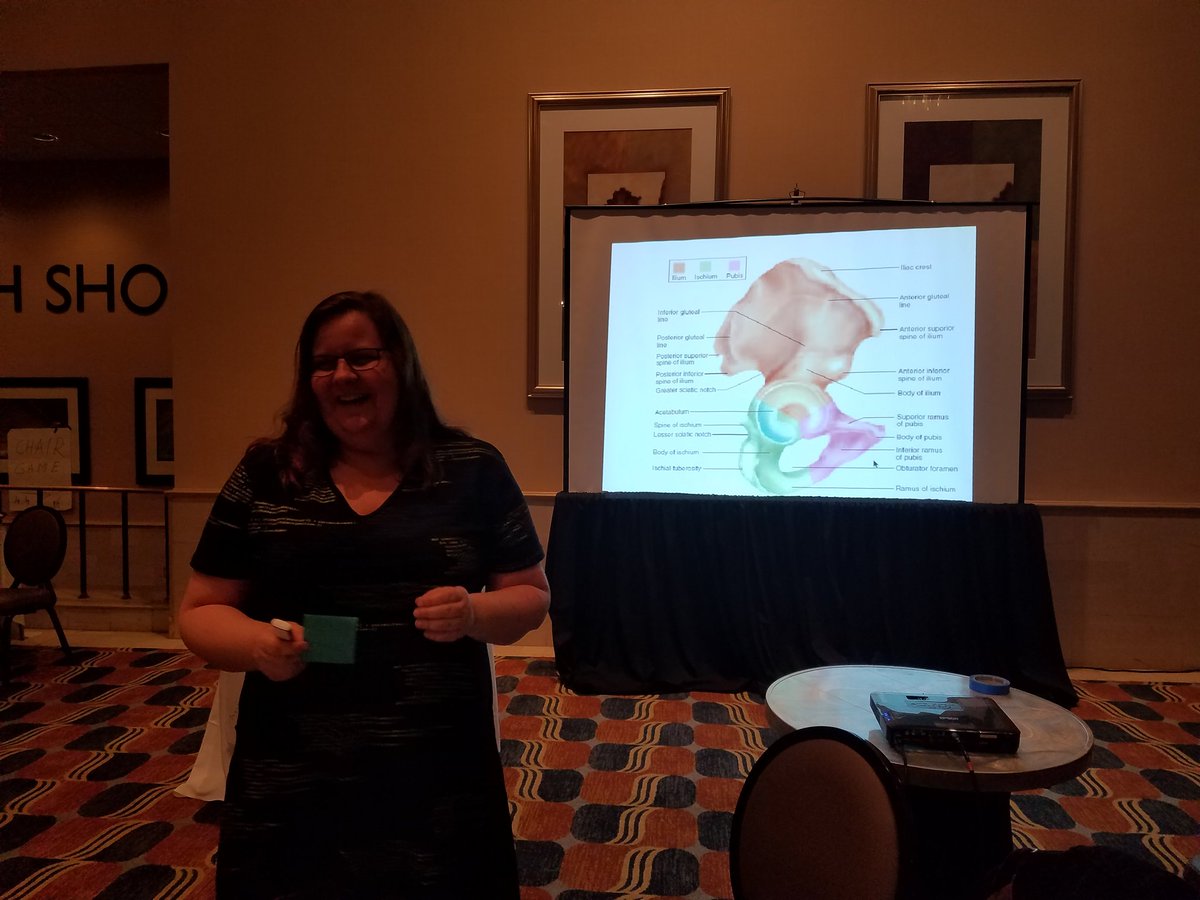 H SHO
CHAIR
GAME
Ilium
Ischium
Pubis
Iliac crest
Anterior gluteal
line
Inferior gluteal
line
Posterior gluteal
line
Anterior superior
spine of ilium
Posterior superior
spine of ilium
Posterior inferior
spine of ilium
Anterior inferior
spine of ilium
Greater sciatic notch
Body of ilium
Acetabulum
Superior ramus
of pubis
Spine of ischium
Lesser sciatic notch
Body of pubis
Body of ischium
Inferior ramus
of pubis
Ischial tuberosity
Obturator foramen
Ramus of ischium
EPSON